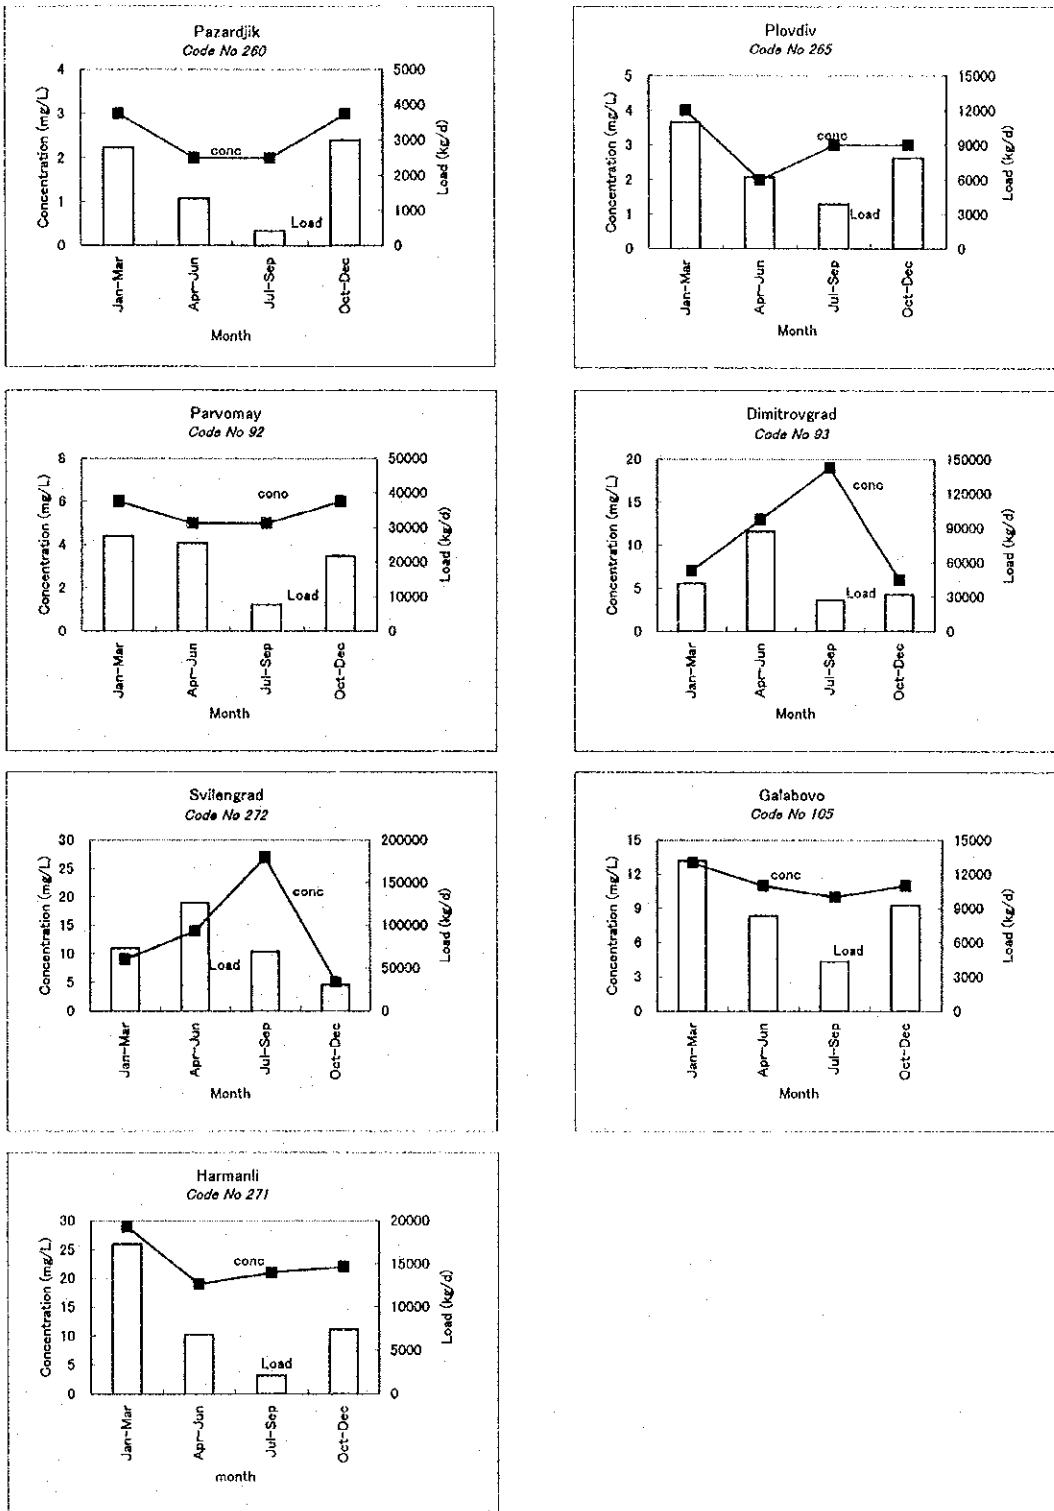 Pazardjik
Code No 260
Concentration (mg/L)
4
3
2
1
0
5000
4000
3000
2000
1000
0
Load (kg/d)
conc
Load
Jan-Mar
Apr-Jun
Jul-Sep
Oct-Dec
Month
Plovdiv
Code No 265
Concentration (mg/L)
5
4
3
2
1
0
15000
12000
9000
6000
3000
0
Load (kg/d)
conc
Load
Jan-Mar
Apr-Jun
Jul-Sep
Oct-Dec
Month
Parvomay
Code No 92
Concentration (mg/L)
8
6
4
2
0
50000
40000
30000
20000
10000
0
Load (kg/d)
conc
Load
Jan-Mar
Apr-Jun
Jul-Sep
Oct-Dec
Month
Dimitrovgrad
Code No 93
Concentration (mg/L)
20
15
10
5
0
150000
120000
90000
60000
30000
0
Load (kg/d)
conc
Load
Jan-Mar
Apr-Jun
Jul-Sep
Oct-Dec
Month
Svilengrad
Code No 272
Concentration (mg/L)
30
25
20
15
10
5
0
200000
150000
100000
50000
0
Load (kg/d)
conc
Load
Jan-Mar
Apr-Jun
Jul-Sep
Oct-Dec
Month
Galabovo
Code No 105
Concentration (mg/L)
15
12
9
6
3
0
15000
12000
9000
6000
3000
0
Load (kg/d)
conc
Load
Jan-Mar
Apr-Jun
Jul-Sep
Oct-Dec
Month
Harmanli
Code No 271
Concentration (mg/L)
30
25
20
15
10
5
0
20000
15000
10000
5000
0
Load (kg/d)
conc
Load
Jan-Mar
Apr-Jun
Jul-Sep
Oct-Dec
month